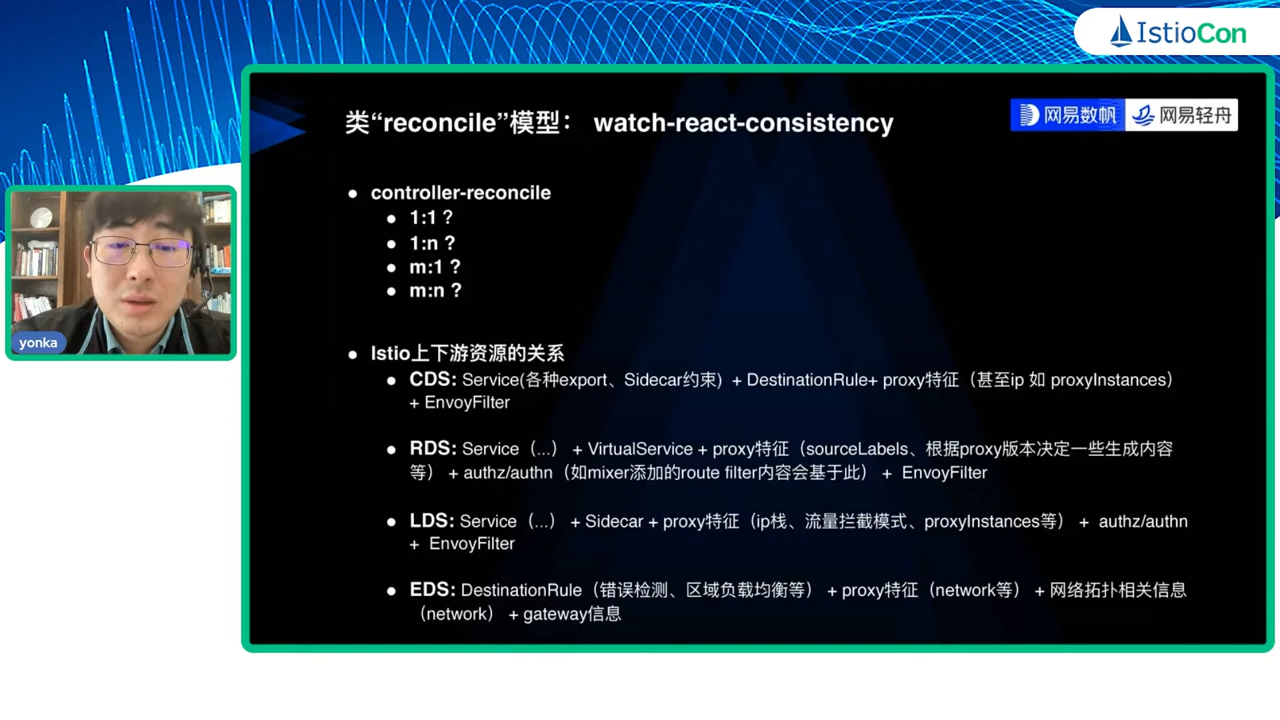 IstioCon
类“reconcile”模型： watch-react-consistency
网易数帆
网易轻舟
controller-reconcile
1:1 ?
1:n ?
m:1 ?
m:n ?
Istio上下游资源的关系
CDS: Service(各种export、Sidecar约束) + DestinationRule+ proxy特征（甚至ip 如 proxyInstances）
+ EnvoyFilter
RDS: Service（...） + VirtualService + proxy特征（sourceLabels、根据proxy版本决定一些生成内容
等） + authz/authn（如mixer添加的route filter内容会基于此） + EnvoyFilter
LDS: Service（...） + Sidecar + proxy特征（ip栈、流量拦截模式、proxyInstances等） + authz/authn
+ EnvoyFilter
EDS: DestinationRule（错误检测、区域负载均衡等） + proxy特征（network等） + 网络拓扑相关信息
（network） + gateway信息
yonka